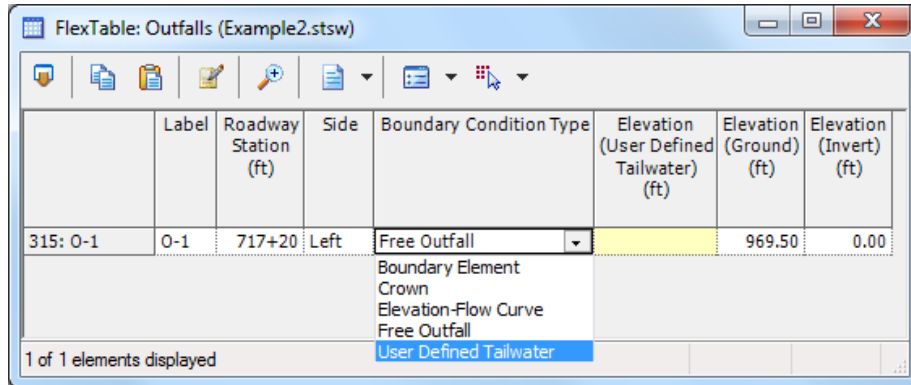 FlexTable: Outfalls (Example2.stsw)
Label Roadway Station (ft) Side Boundary Condition Type Elevation (User Defined Tailwater) (ft) Elevation (Ground) (ft) Elevation (Invert) (ft)
315: O-1 O-1 717+20 Left Free Outfall 969.50 0.00
Boundary Element
Crown
Elevation-Flow Curve
Free Outfall
User Defined Tailwater
1 of 1 elements displayed